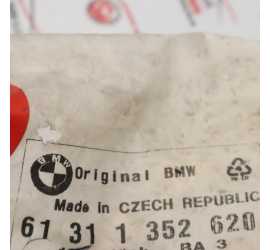 BMW Original BMW
Made in CZECH REPUBLIC
61 31 1 352 620
BA 3